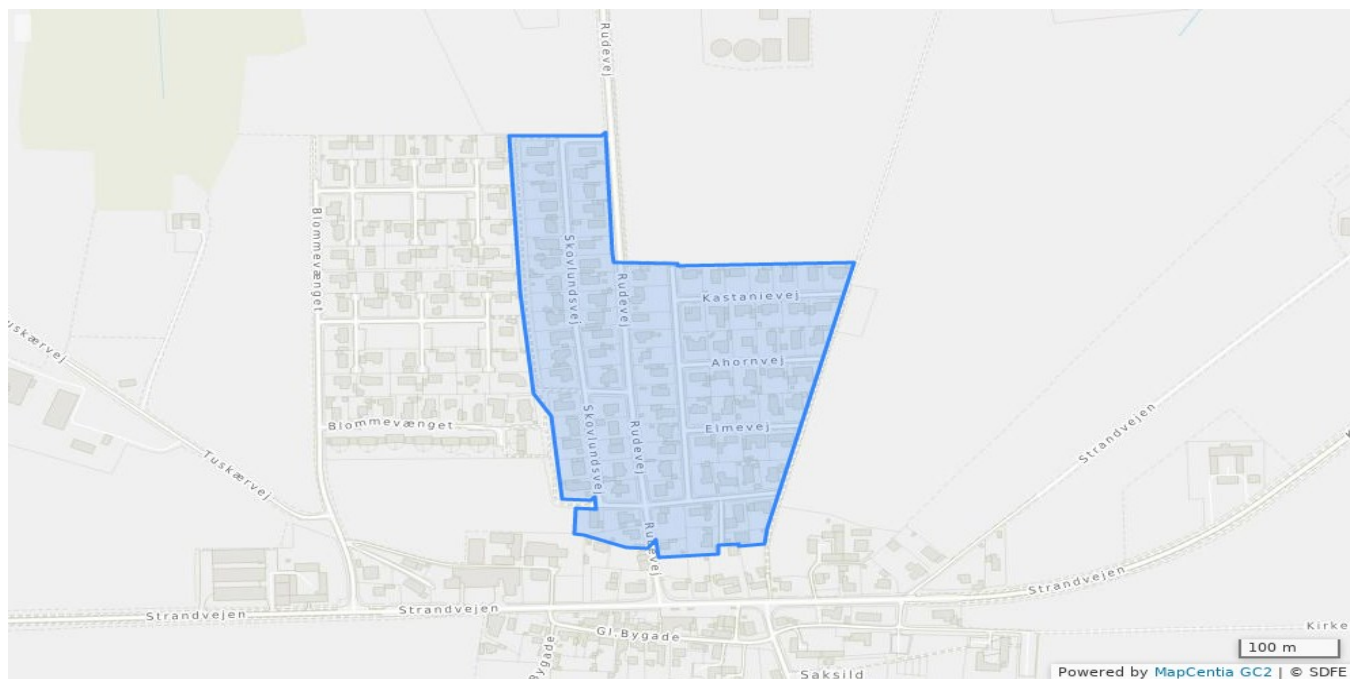 Rudevej
Blommevænget
Skovlundsvej
Rudevej
Kastanievej
Ahornvej
Blommevænget
Skovlundsvej
Rudevej
Elmevej
Tuskærvej
Tuskærvej
Strandvejen
Rudevej
Strandvejen
Strandvejen
Strandvejen
Gl.Bygade
Bygade
Kirke
Saksild
100 m
Powered by MapCentia GC2 | © SDFE